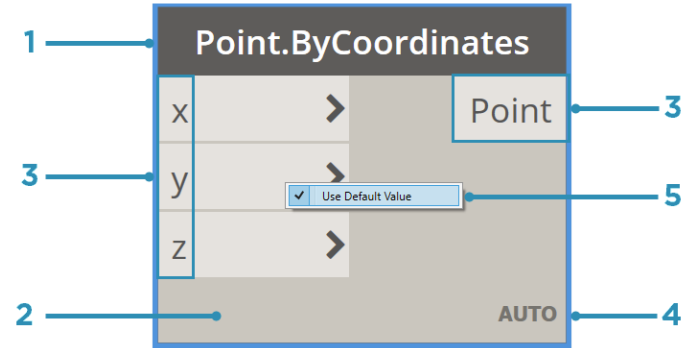 1 Point.ByCoordinates
x Point 3
3 y
Use Default Value 5
z
2 AUTO 4